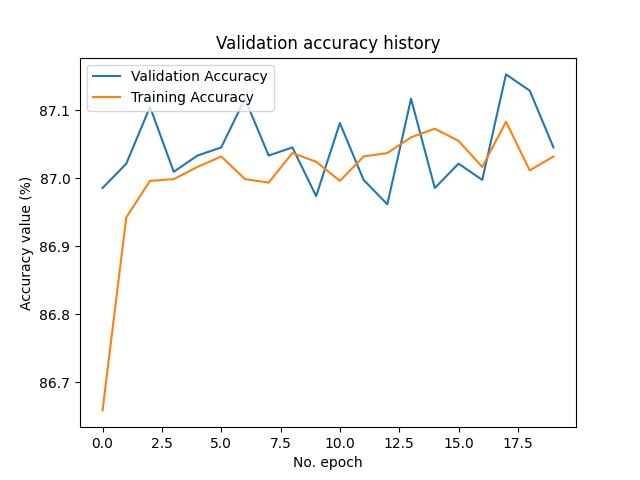 Validation accuracy history
Validation Accuracy
Training Accuracy
Accuracy value (%)
87.1
87.0
86.9
86.8
86.7
0.0 2.5 5.0 7.5 10.0 12.5 15.0 17.5
No. epoch